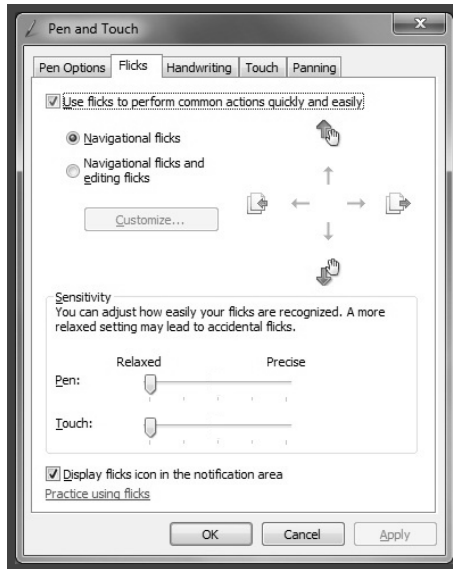 Pen and Touch
Pen Options Flicks Handwriting Touch Panning
Use flicks to perform common actions quickly and easily
Navigational flicks
Navigational flicks and
editing flicks
Customize...
Sensitivity
You can adjust how easily your flicks are recognized. A more
relaxed setting may lead to accidental flicks.
Relaxed Precise
Pen:
Touch:
Display flicks icon in the notification area
Practice using flicks
OK Cancel Apply